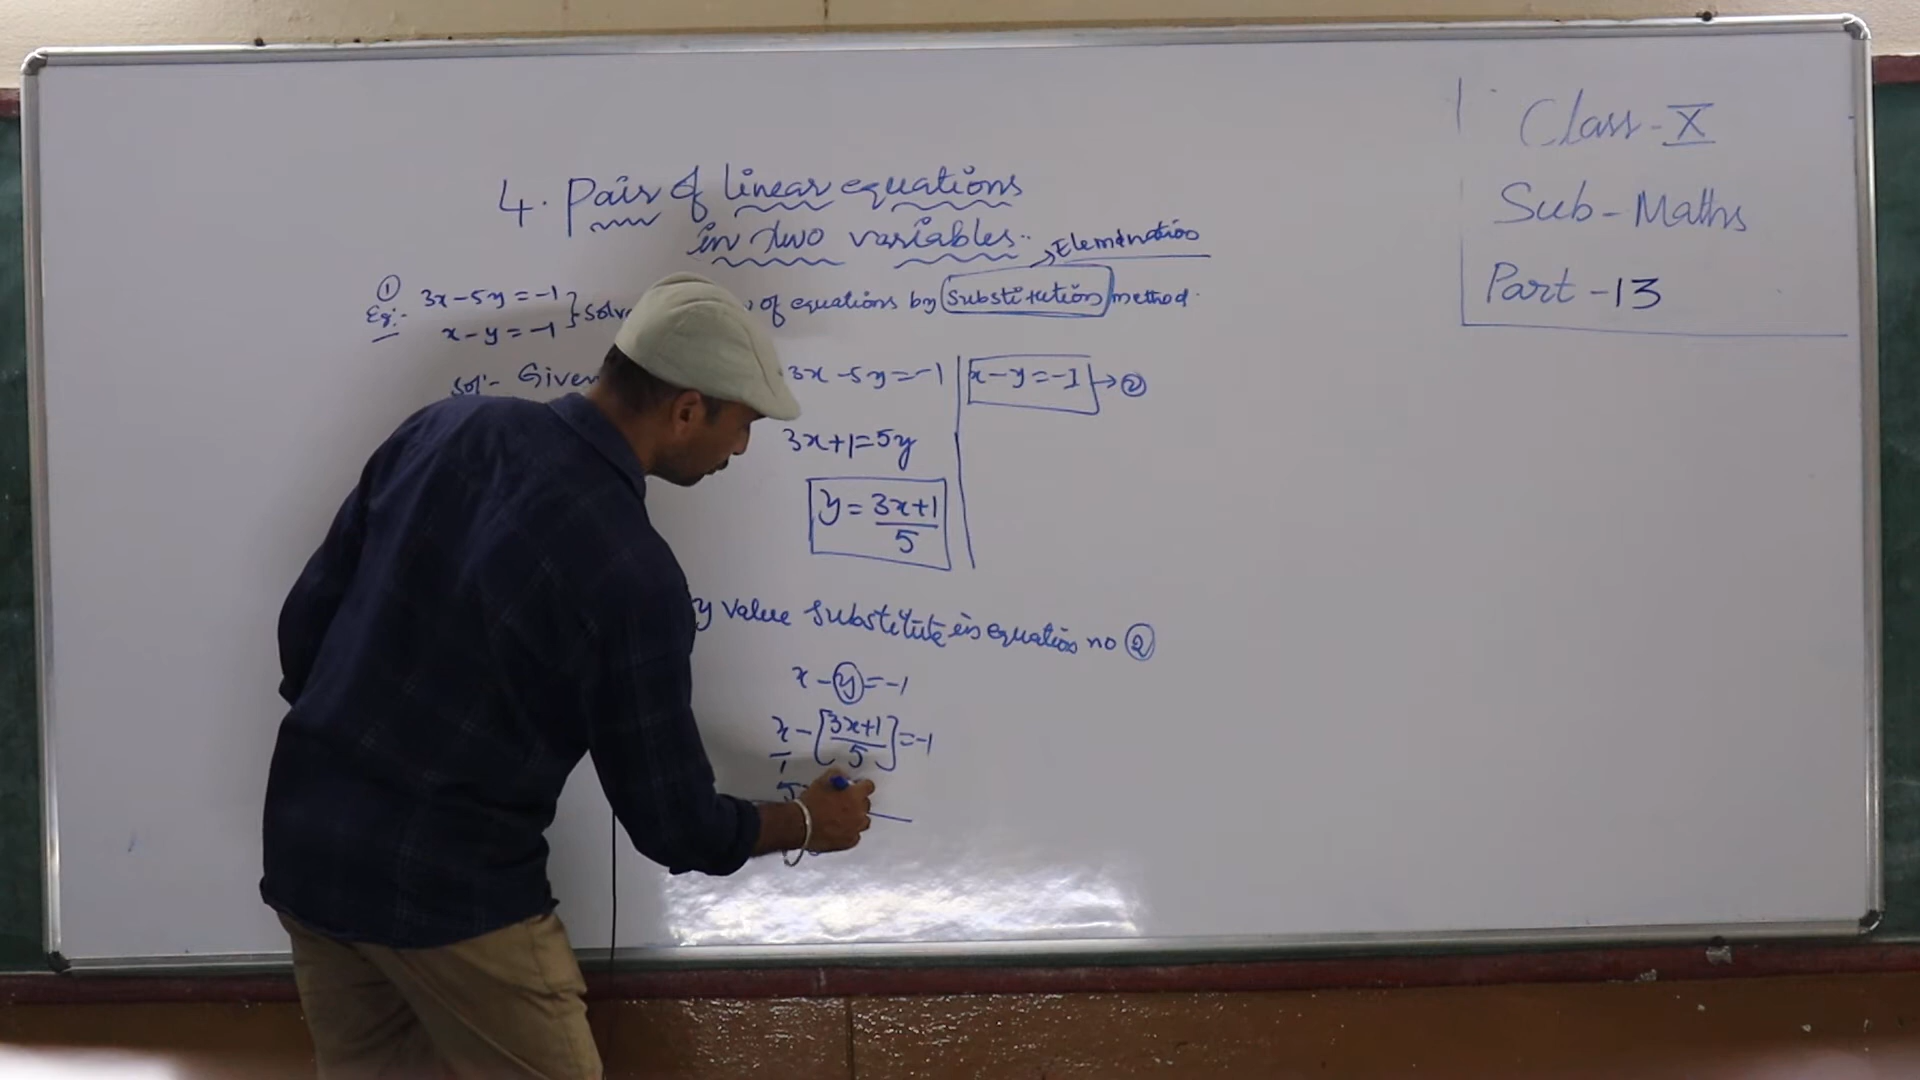 Class-X
Sub-Maths
Part-13
4. Pair of linear equations
in two variables.
→ Elemination
① Eg:- 3x-5y=-1
x-y=-1 } Solve
of equations by Substitution method.
Sol:- Given
3x-5y=-1 | x-y=-1 → ②
3x+1=5y
y = 3x+1
5
y value Substitute in equation no ②
x-y=-1
x/1 - [3x+1/5] = -1